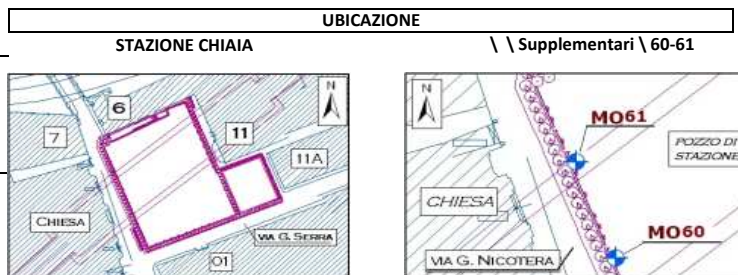 UBICAZIONE
STAZIONE CHIAIA
\ \ Supplementari \ 60-61
N
6
7
11
11A
CHIESA
VIA G. SERRA
01
N
MO61
POZZO DI
STAZIONE
CHIESA
MO60
VIA G. NICOTERA